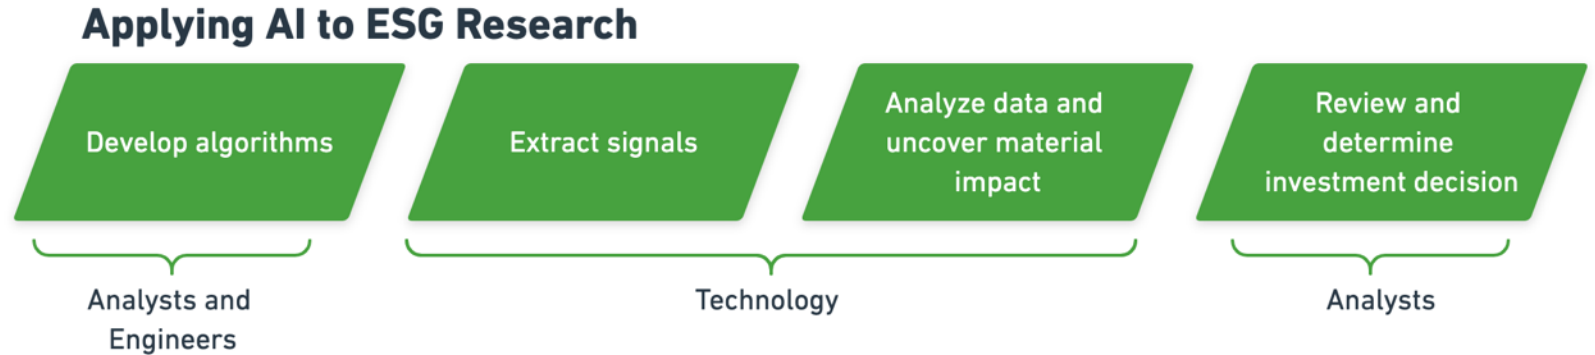 Applying AI to ESG Research
Develop algorithms
Extract signals
Analyze data and
uncover material
impact
Review and
determine
investment decision
Analysts and
Engineers
Technology
Analysts